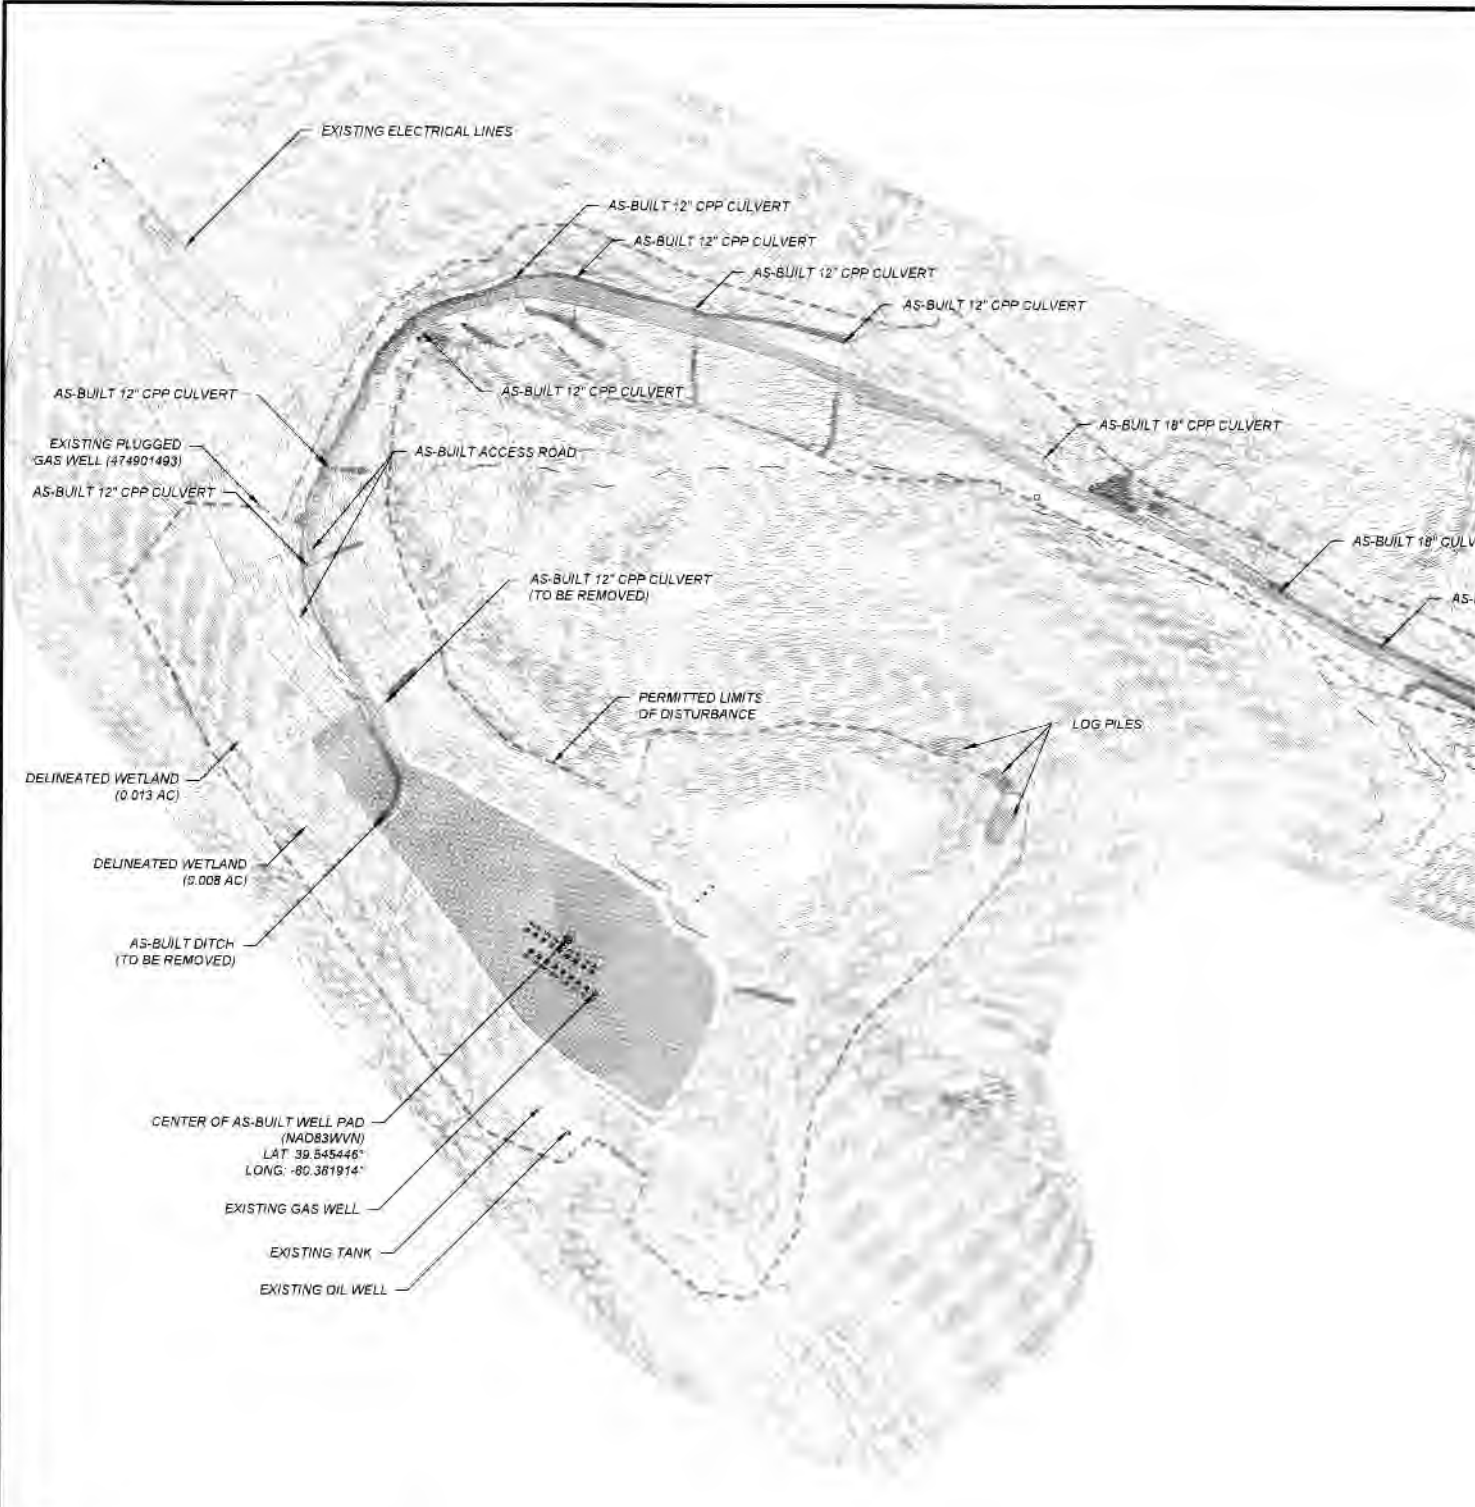 EXISTING ELECTRICAL LINES
AS-BUILT 12" CPP CULVERT
AS-BUILT 12" CPP CULVERT
AS-BUILT 12" CPP CULVERT
AS-BUILT 12" CPP CULVERT
AS-BUILT 12" CPP CULVERT
AS-BUILT 12" CPP CULVERT
AS-BUILT 18" CPP CULVERT
EXISTING PLUGGED
GAS WELL (474901493)
AS-BUILT ACCESS ROAD
AS-BUILT 12" CPP CULVERT
AS-BUILT 18" CULV
AS-BUILT 12" CPP CULVERT
(TO BE REMOVED)
AS-
PERMITTED LIMITS
OF DISTURBANCE
LOG PILES
DELINEATED WETLAND
(0.013 AC)
DELINEATED WETLAND
(0.008 AC)
AS-BUILT DITCH
(TO BE REMOVED)
CENTER OF AS-BUILT WELL PAD
(NAD83WVN)
LAT: 39.545446°
LONG: -80.381914°
EXISTING GAS WELL
EXISTING TANK
EXISTING OIL WELL